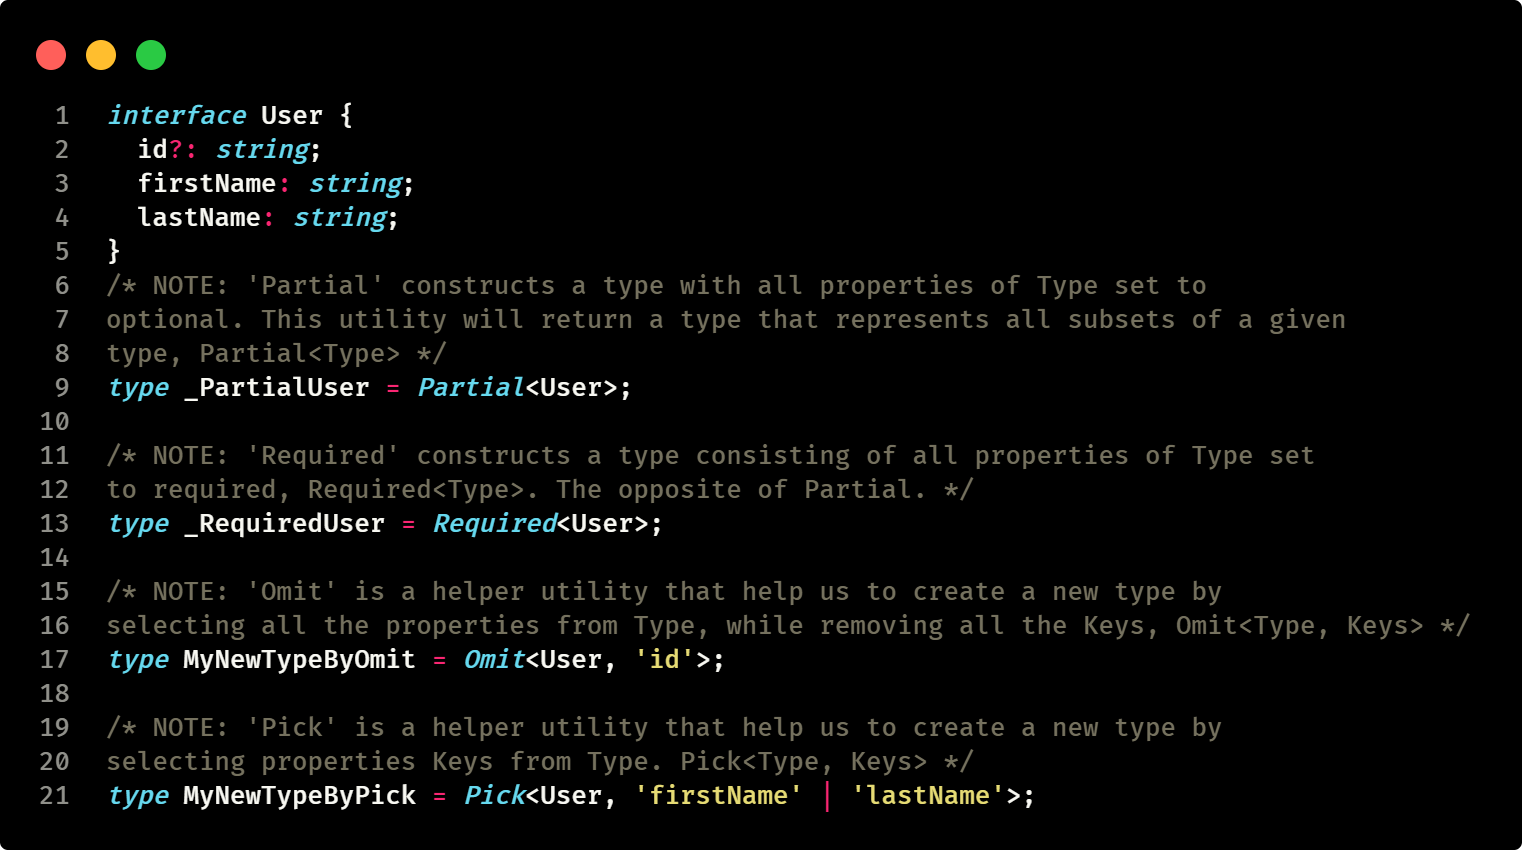 1 interface User {
2   id?: string;
3   firstName: string;
4   lastName: string;
5 }
6 /* NOTE: 'Partial' constructs a type with all properties of Type set to
7 optional. This utility will return a type that represents all subsets of a given
8 type, Partial<Type> */
9 type _PartialUser = Partial<User>;
10
11 /* NOTE: 'Required' constructs a type consisting of all properties of Type set
12 to required, Required<Type>. The opposite of Partial. */
13 type _RequiredUser = Required<User>;
14
15 /* NOTE: 'Omit' is a helper utility that help us to create a new type by
16 selecting all the properties from Type, while removing all the Keys, Omit<Type, Keys> */
17 type MyNewTypeByOmit = Omit<User, 'id'>;
18
19 /* NOTE: 'Pick' is a helper utility that help us to create a new type by
20 selecting properties Keys from Type. Pick<Type, Keys> */
21 type MyNewTypeByPick = Pick<User, 'firstName' | 'lastName'>;